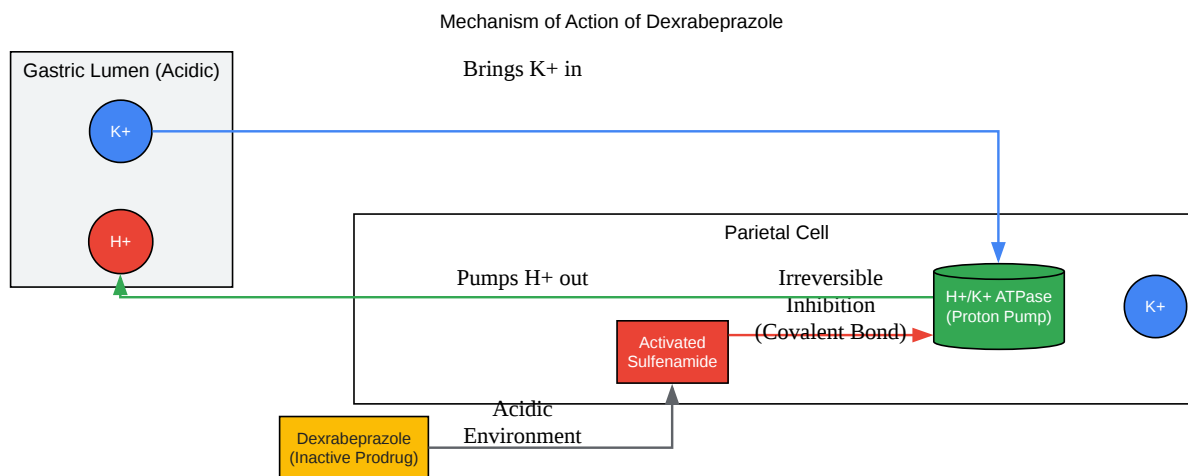 Mechanism of Action of Dexrabeprazole
Gastric Lumen (Acidic)
Brings K+ in
K+
H+
Parietal Cell
Pumps H+ out
Irreversible
Inhibition
(Covalent Bond)
H+/K+ ATPase
(Proton Pump)
K+
Activated
Sulfenamide
Acidic
Environment
Dexrabeprazole
(Inactive Prodrug)